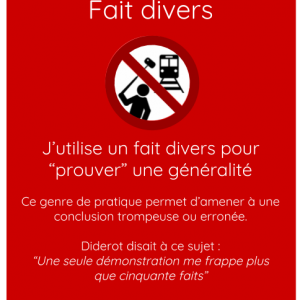 Fait divers
J’utilise un fait divers pour
“prouver” une généralité
Ce genre de pratique permet d’amener à une
conclusion trompeuse ou erronée.
Diderot disait à ce sujet :
“Une seule démonstration me frappe plus
que cinquante faits”